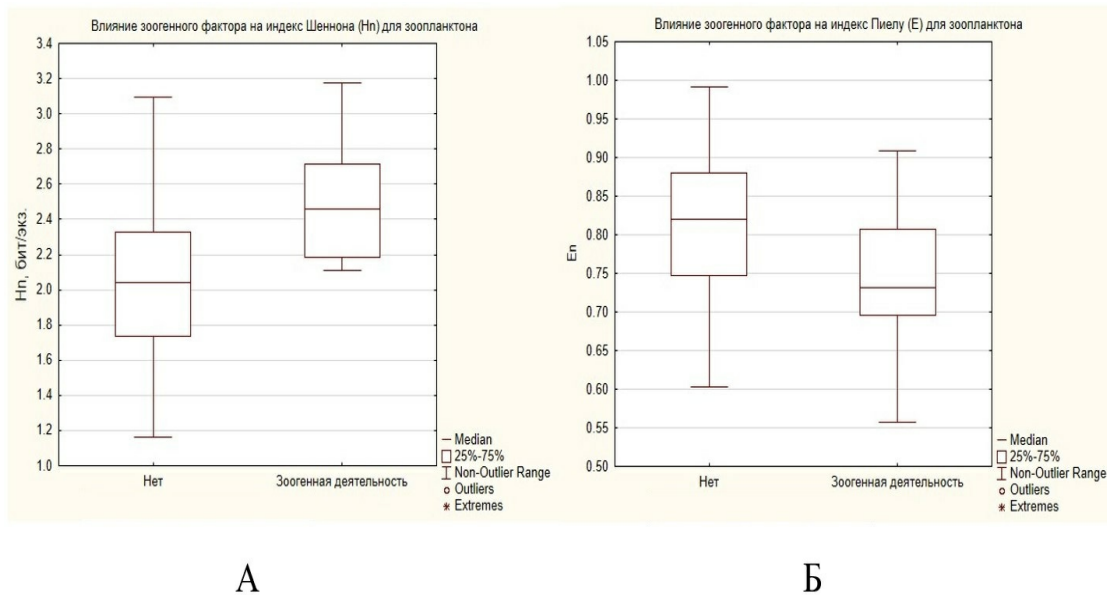 Влияние зоогенного фактора на индекс Шеннона (Hn) для зоопланктона
3.4
3.2
3.0
2.8
2.6
2.4
2.2
2.0
1.8
1.6
1.4
1.2
1.0
Hn, бит/экз.
Нет
Зоогенная деятельность
Median
25%-75%
Non-Outlier Range
Outliers
Extremes
А
Влияние зоогенного фактора на индекс Пиелу (E) для зоопланктона
1.05
1.00
0.95
0.90
0.85
0.80
0.75
0.70
0.65
0.60
0.55
0.50
En
Нет
Зоогенная деятельность
Median
25%-75%
Non-Outlier Range
Outliers
Extremes
Б